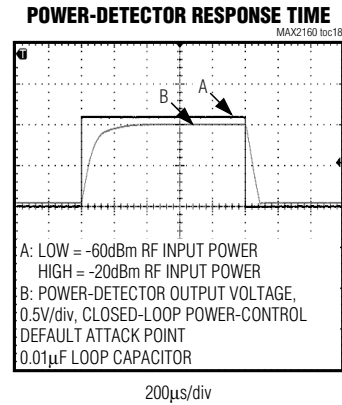 POWER-DETECTOR RESPONSE TIME
MAX2160 toc18
A
B
A: LOW = -60dBm RF INPUT POWER
HIGH = -20dBm RF INPUT POWER
B: POWER-DETECTOR OUTPUT VOLTAGE,
0.5V/div, CLOSED-LOOP POWER-CONTROL
DEFAULT ATTACK POINT
0.01μF LOOP CAPACITOR
200μs/div